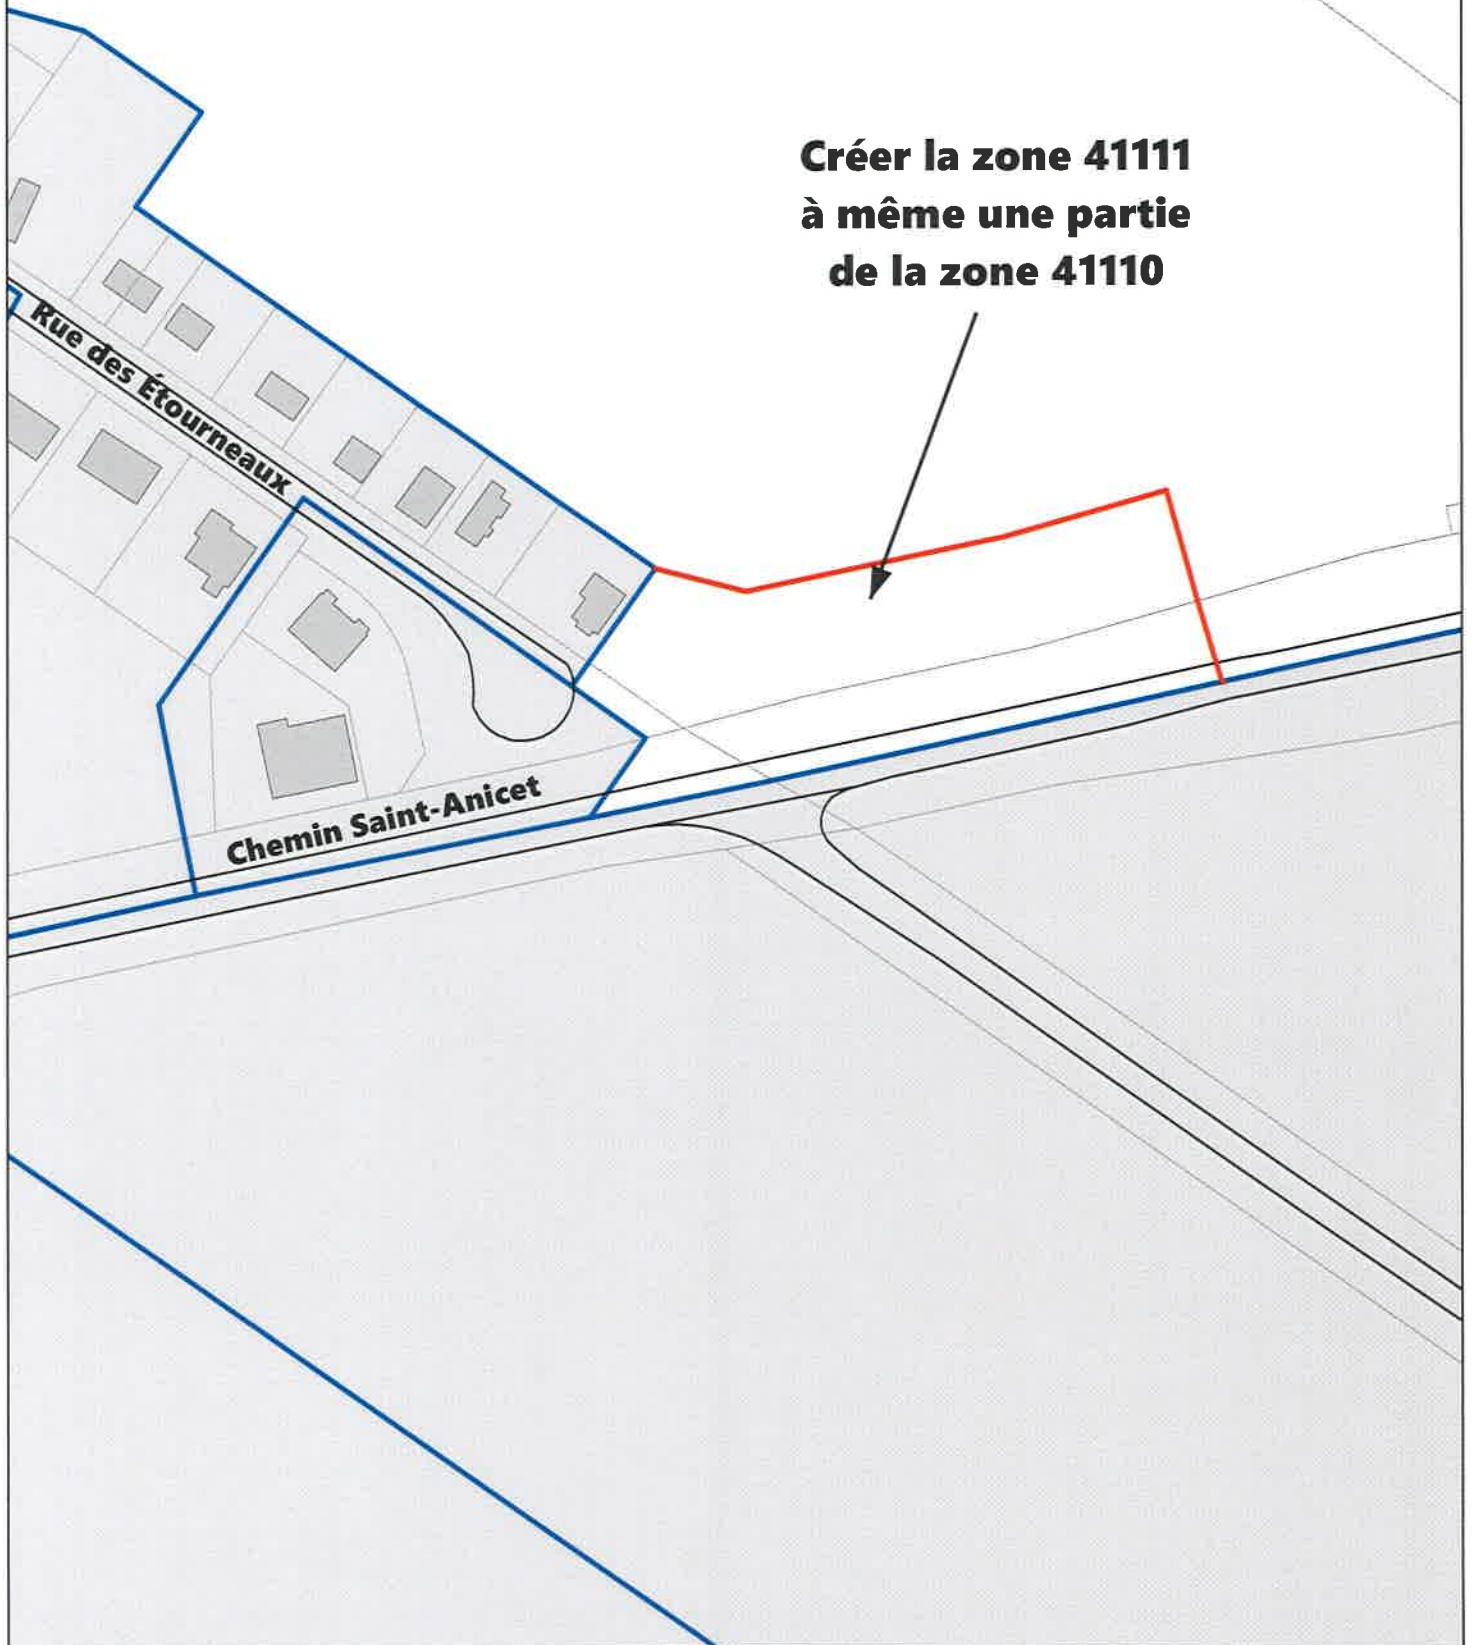 Créer la zone 41111
à même une partie
de la zone 41110
Rue des Étourneaux
Chemin Saint-Anicet